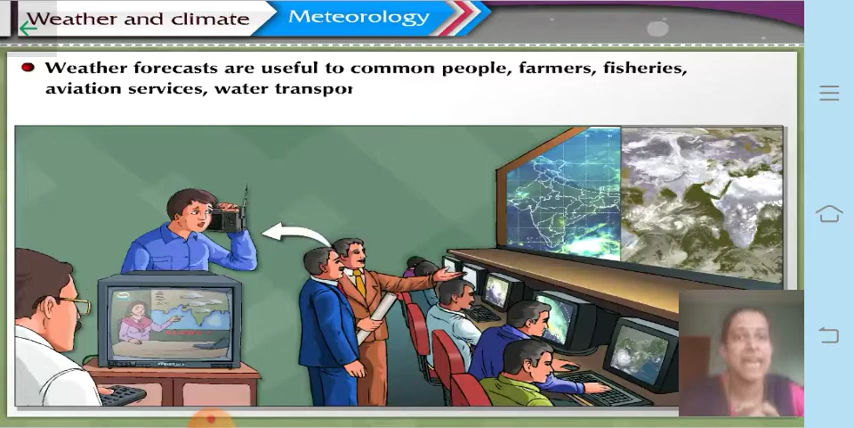 Weather and climate
Meteorology
Weather forecasts are useful to common people, farmers, fisheries,
aviation services, water transpor